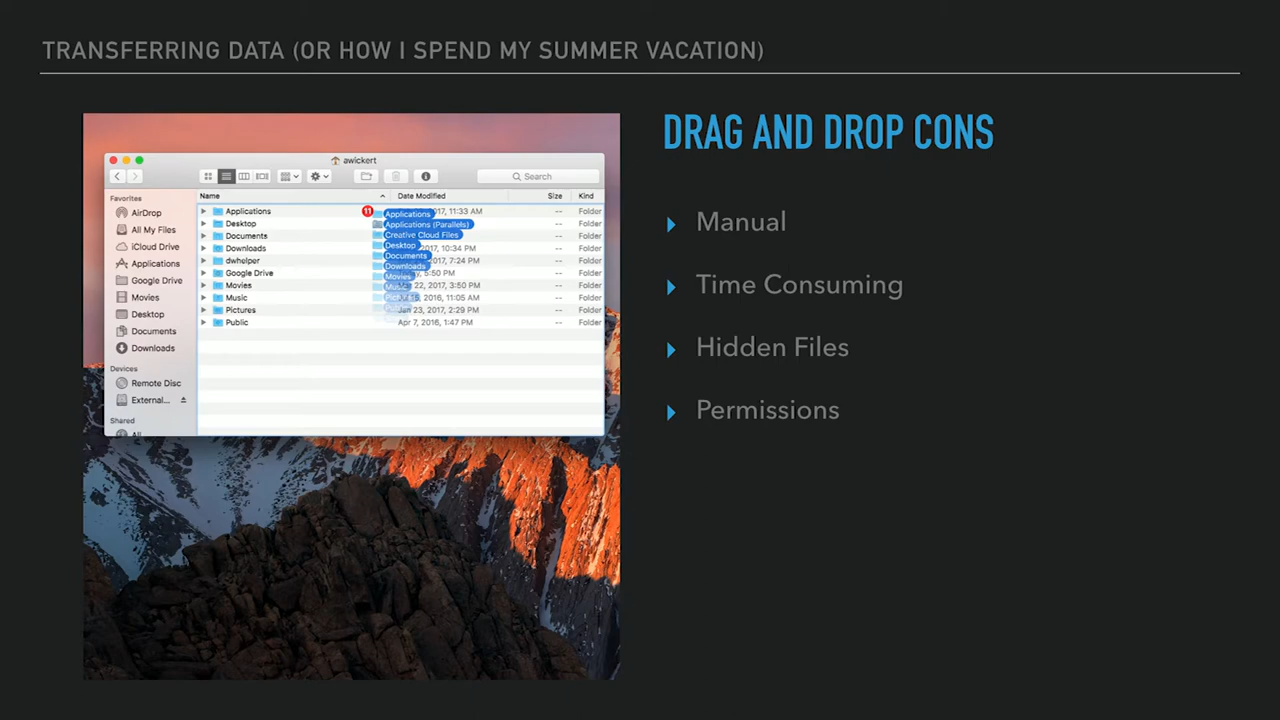 TRANSFERRING DATA (OR HOW I SPEND MY SUMMER VACATION)
awickert
Search
Favorites
AirDrop
All My Files
iCloud Drive
Applications
Google Drive
Movies
Desktop
Documents
Downloads
Devices
Remote Disc
External...
Shared
All
Name Date Modified Size Kind
Applications 2017, 11:33 AM -- Folder
Desktop -- Folder
Documents -- Folder
Downloads 2017, 10:34 PM -- Folder
dwhelper 2017, 7:24 PM -- Folder
Google Drive 5:50 PM -- Folder
Movies 22, 2017, 3:50 PM -- Folder
Music 2016, 11:05 AM -- Folder
Pictures Jan 23, 2017, 2:29 PM -- Folder
Public Apr 7, 2016, 1:47 PM -- Folder
11
Applications
Applications (Parallels)
Creative Cloud Files
Desktop
Documents
Downloads
Movies
Music
DRAG AND DROP CONS
Manual
Time Consuming
Hidden Files
Permissions